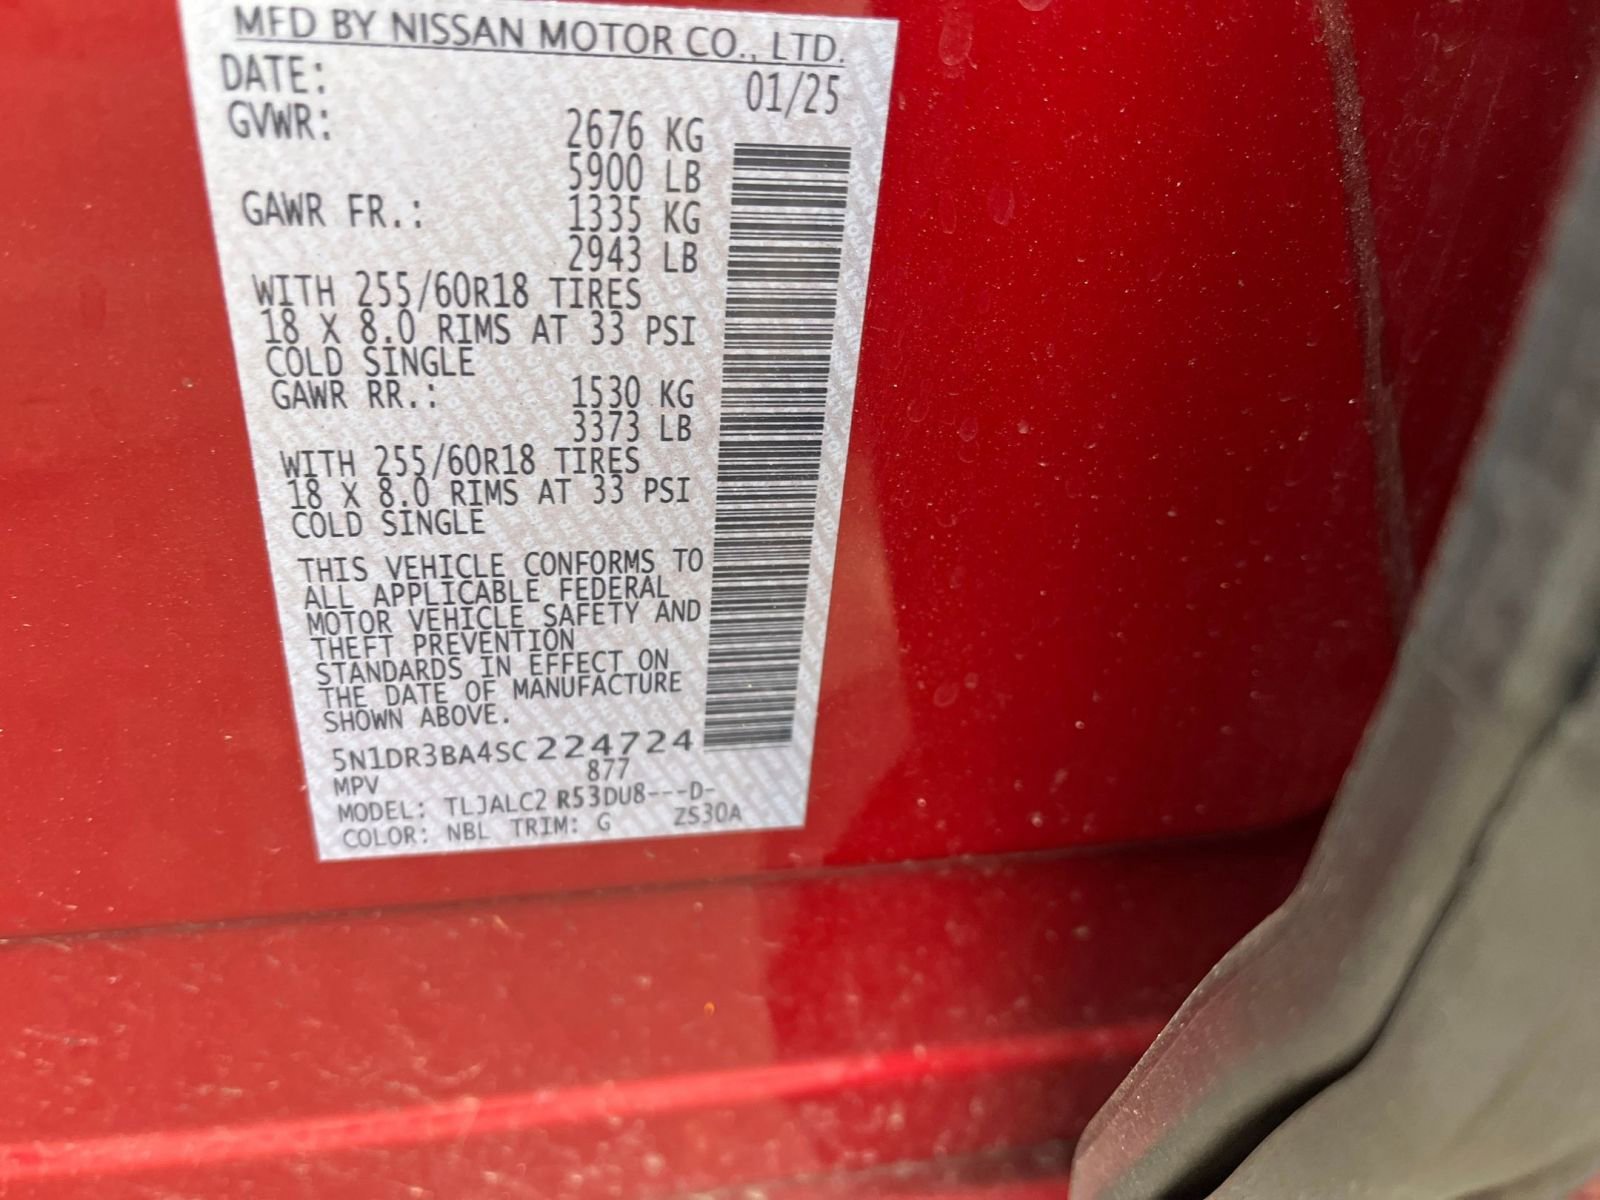 MFD BY NISSAN MOTOR CO., LTD.
DATE: 01/25
GVWR: 2676 KG
5900 LB
GAWR FR.: 1335 KG
2943 LB
WITH 255/60R18 TIRES
18 X 8.0 RIMS AT 33 PSI
COLD SINGLE
GAWR RR.: 1530 KG
3373 LB
WITH 255/60R18 TIRES
18 X 8.0 RIMS AT 33 PSI
COLD SINGLE
THIS VEHICLE CONFORMS TO
ALL APPLICABLE FEDERAL
MOTOR VEHICLE SAFETY AND
THEFT PREVENTION
STANDARDS IN EFFECT ON
THE DATE OF MANUFACTURE
SHOWN ABOVE.
5N1DR3BA4SC224724
MPV 877
MODEL: TLJALC2 R53DU8---D-
COLOR: NBL TRIM: G ZS30A